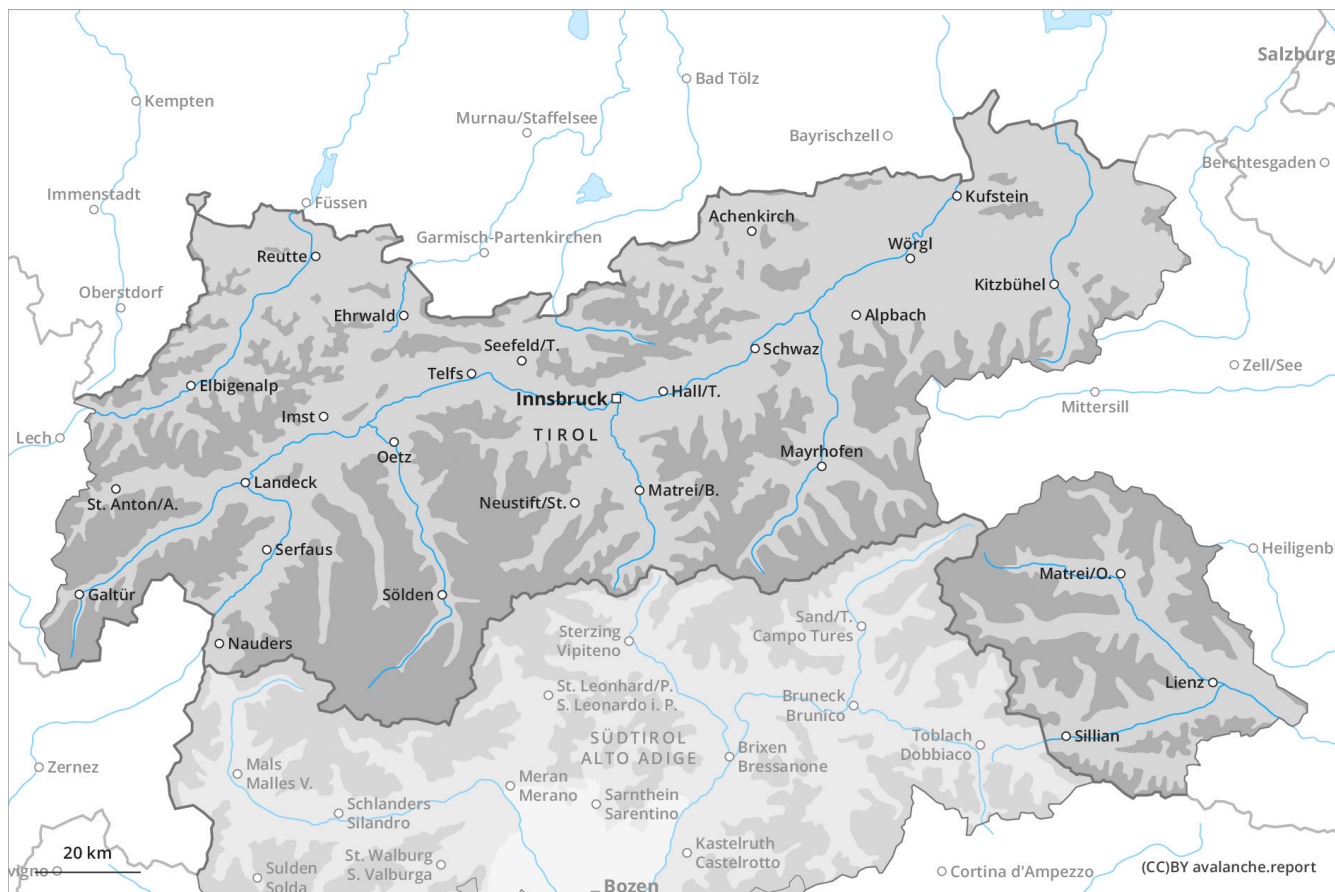 Salzburg
Bad Tölz
Kempten
Murnau/Staffelsee
Bayrischzell
Berchtesgaden
Immenstadt
Füssen
Kufstein
Achenkirch
Garmisch-Partenkirchen
Wörgl
Reutte
Kitzbühel
Oberstdorf
Ehrwald
Alpbach
Seefeld/T.
Schwaz
Zell/See
Telfs
Elbigenalp
Hall/T.
Innsbruck
Mittersill
Imst
TIROL
Lech
Oetz
Mayrhofen
Landeck
Matrei/B.
St. Anton/A.
Neustift/St.
Serfaus
Heiligenb
Matrei/O.
Galtür
Sölden
Sand/T.
Campo Tures
Sterzing
Vipiteno
Nauders
Lienz
St. Leonhard/P.
S. Leonardo i. P.
Bruneck
Brunico
SÜDTIROL
ALTO ADIGE
Toblach
Dobbiaco
Sillian
Brixen
Bressanone
Zernez
Mals
Malles V.
Meran
Merano
Sarnthein
Sarentino
Schlanders
Silandro
Kastelruth
Castelrotto
20 km
St. Walburg
S. Valburga
vigno
Sulden
Solda
Cortina d'Ampezzo
(CC)BY avalanche.report
Bozen